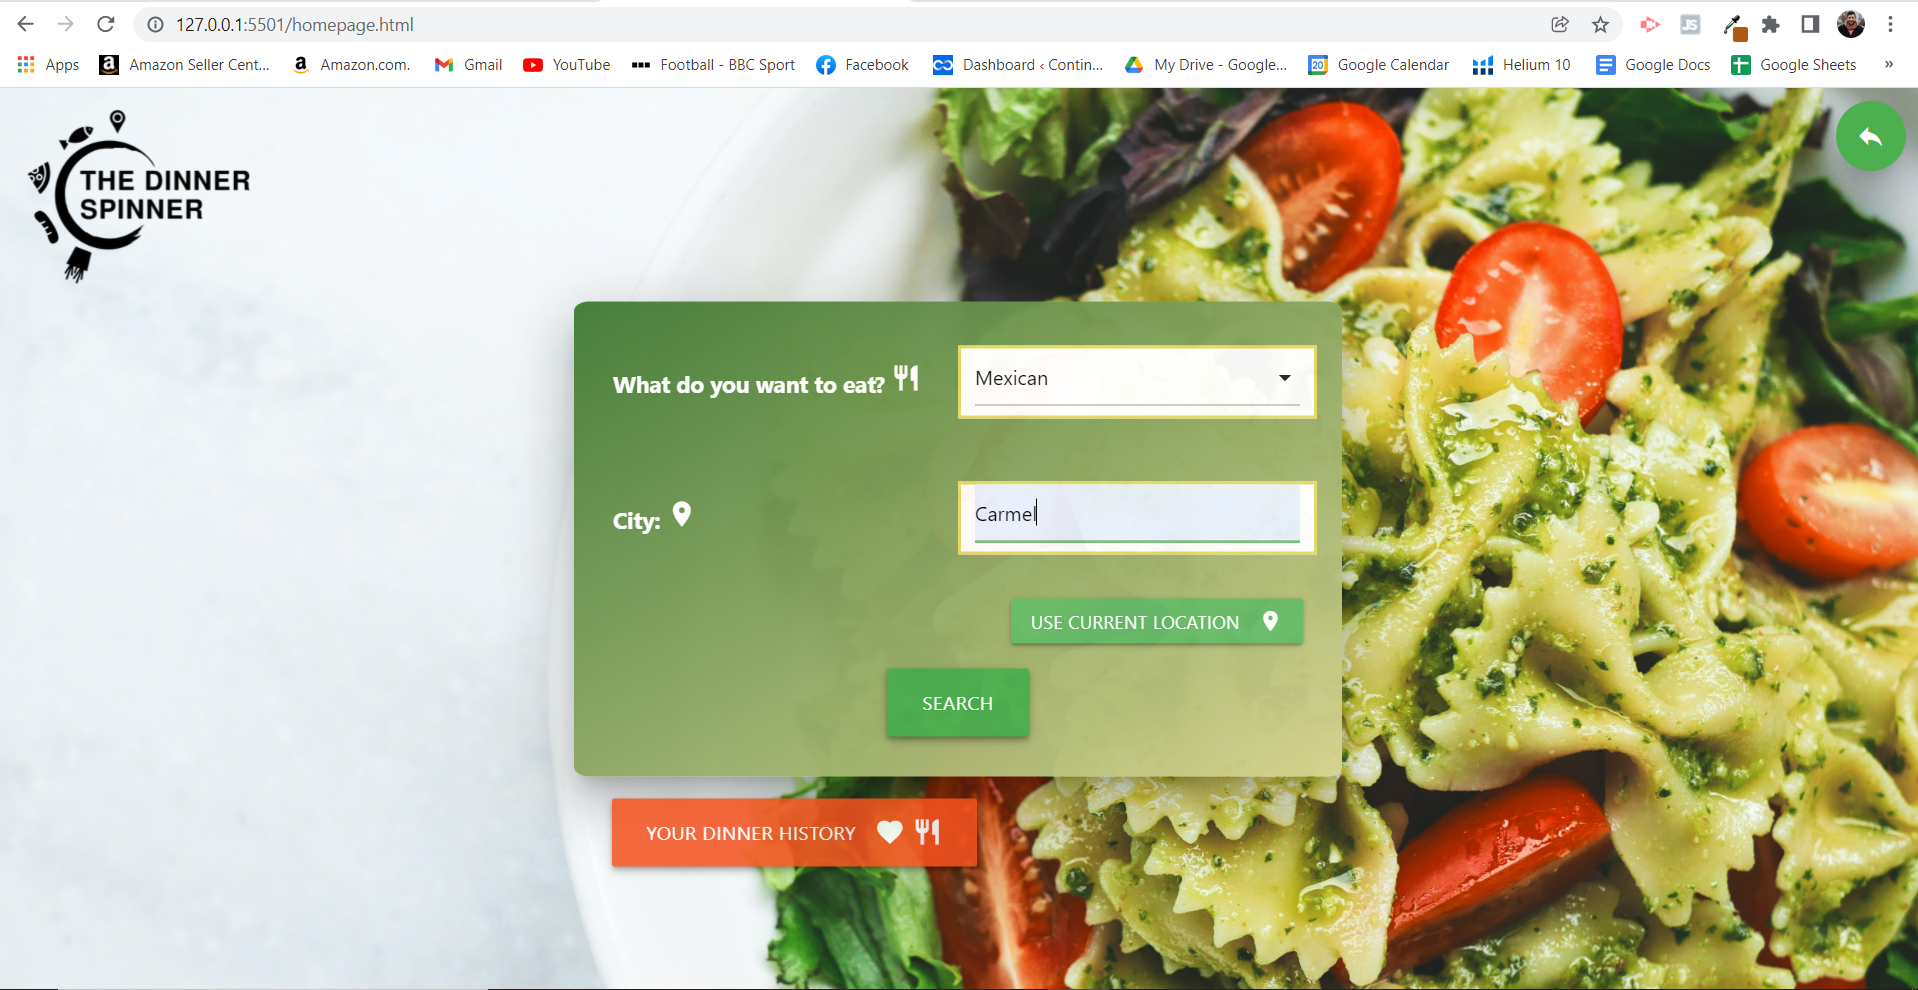 127.0.0.1:5501/homepage.html
Apps Amazon Seller Cent... Amazon.com. Gmail YouTube Football - BBC Sport Facebook Dashboard ‹ Contin... My Drive - Google... 20 Google Calendar Helium 10 Google Docs Google Sheets »
THE DINNER
SPINNER
What do you want to eat? Mexican
City: Carmel
USE CURRENT LOCATION
SEARCH
YOUR DINNER HISTORY